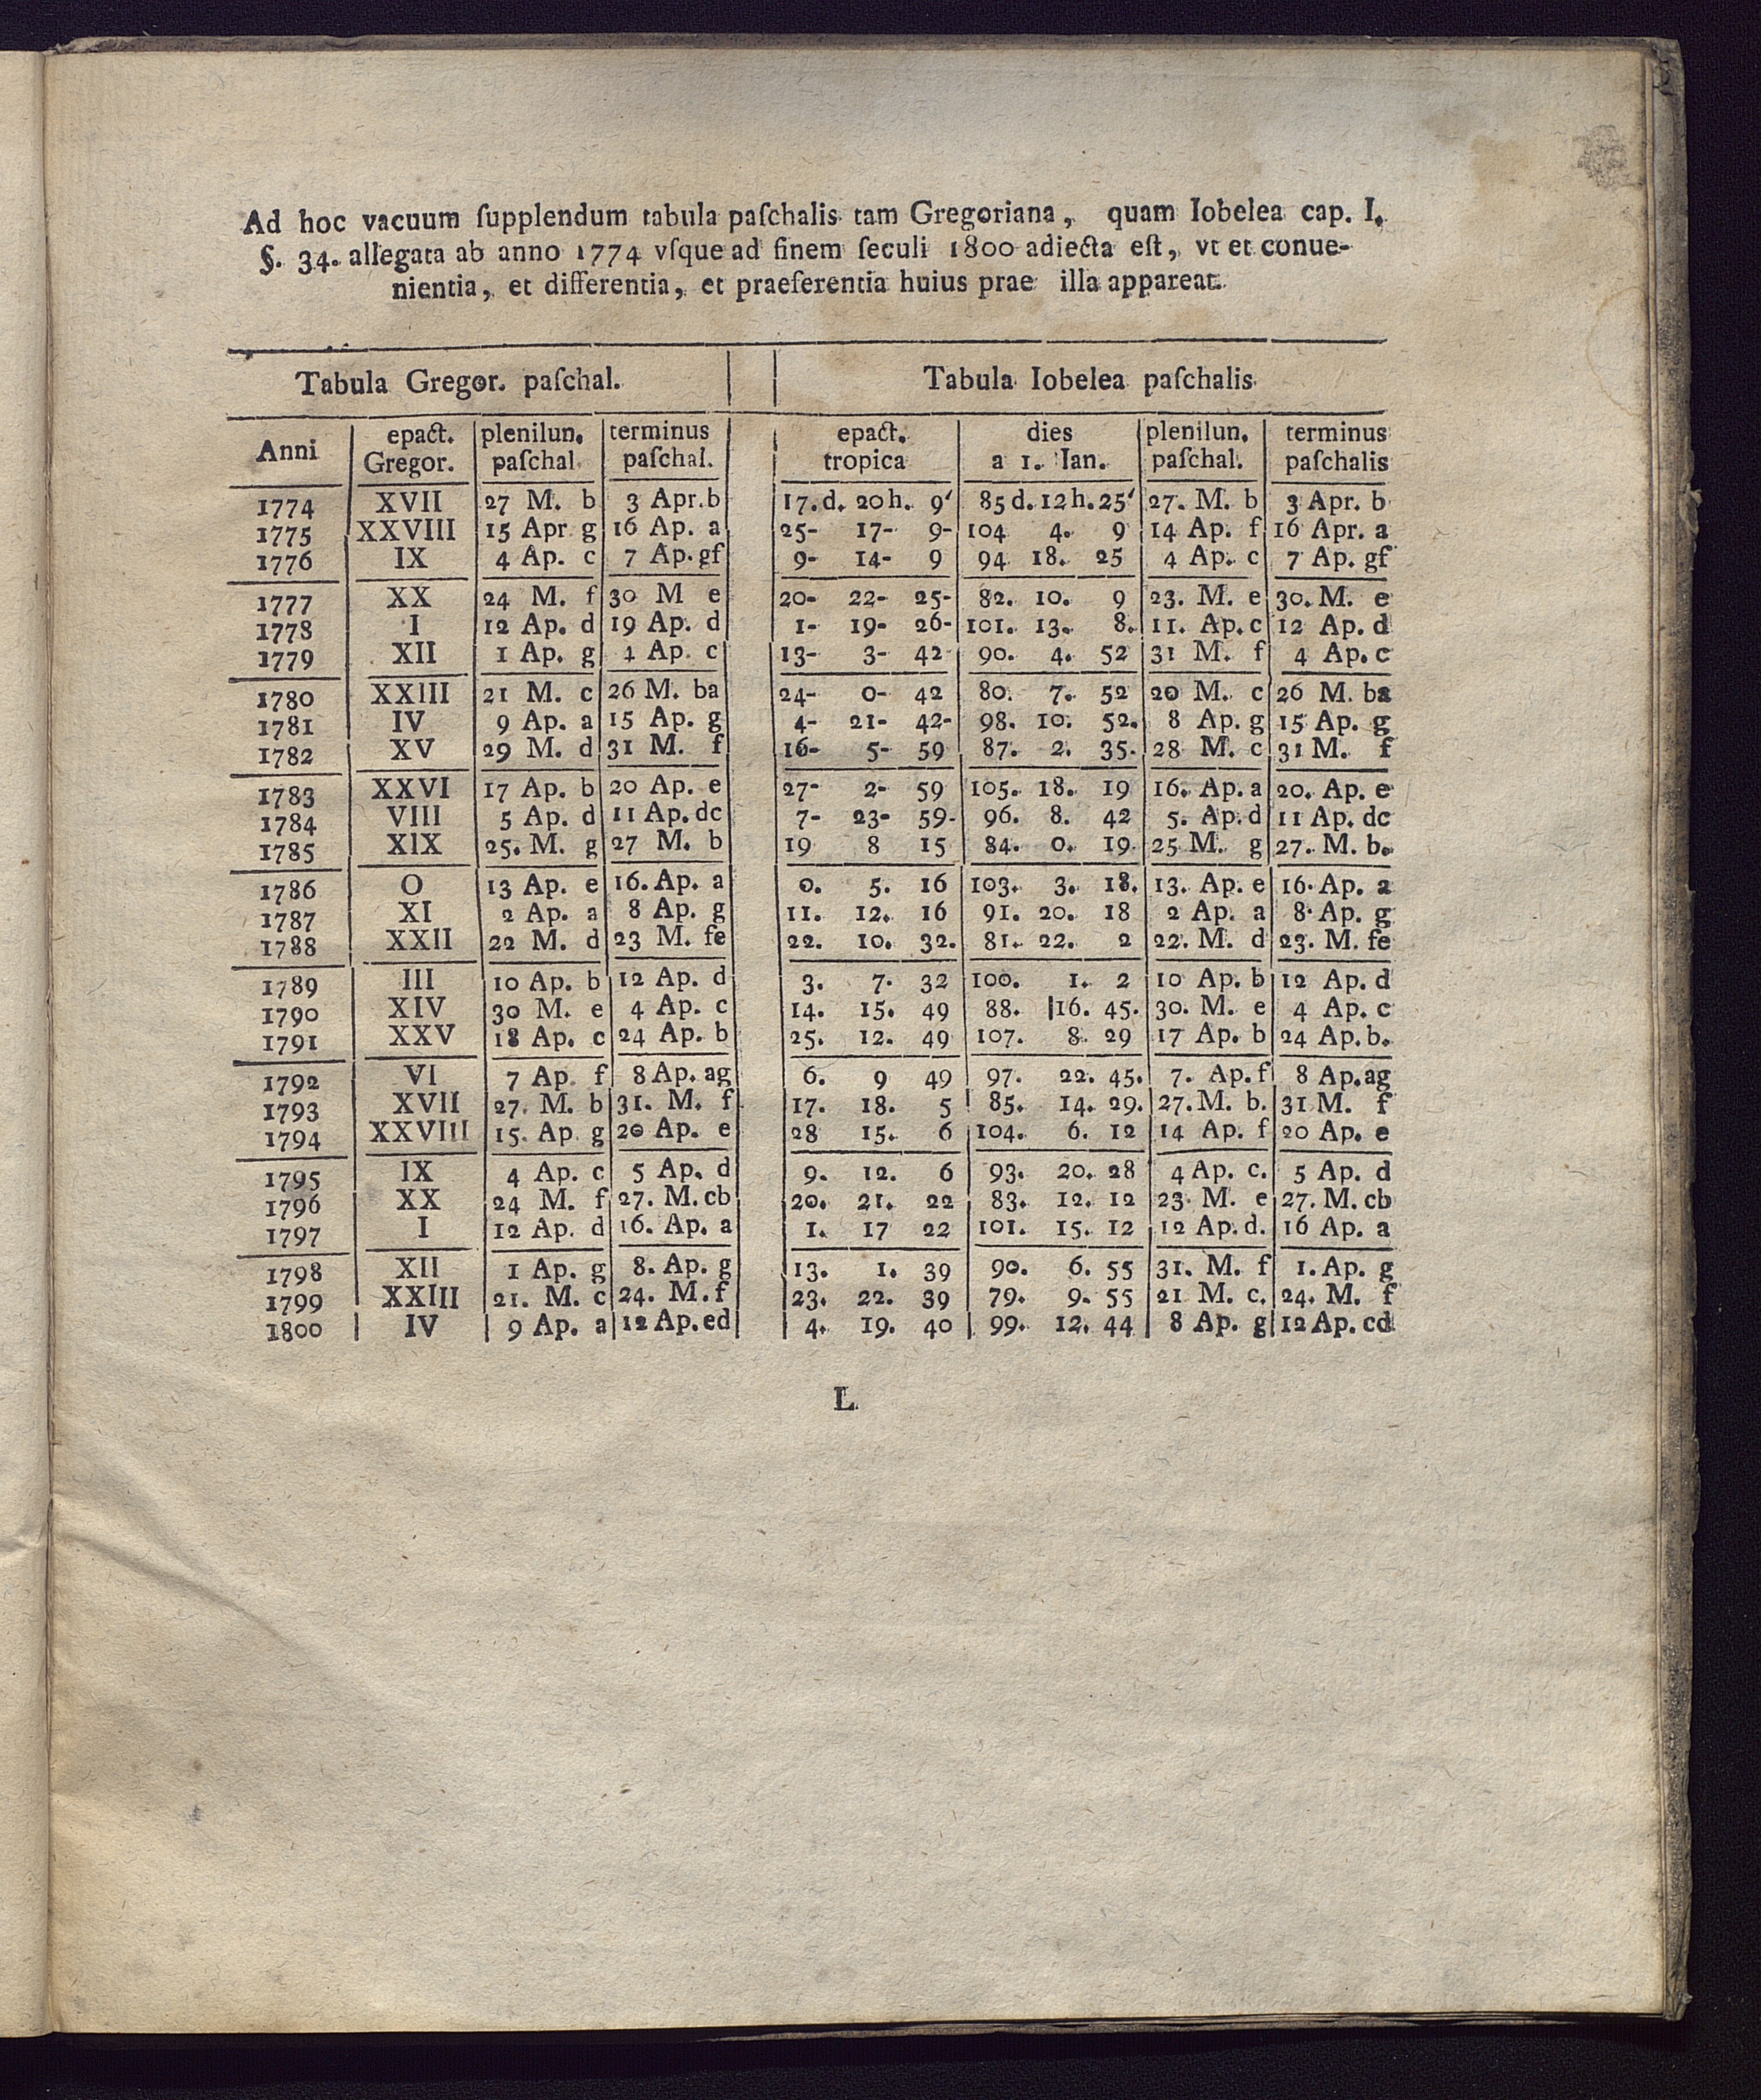 Ad hoc vacuum ſupplendum tabula paſchalis tam Gregoriana, quam Iobelea cap. I.
§. 34. allegata ab anno 1774 vſque ad finem ſeculi 1800 adiecta eſt, vt et conue-
nientia, et differentia, et praeferentia huius prae illa appareat.
Tabula Gregor. paſchal. Tabula Iobelea paſchalis
Anni epact. plenilun. terminus epact. dies plenilun. terminus
Gregor. paſchal. paſchal. tropica a 1. Ian. paſchal. paſchalis
1774 XVII 27 M. b 3 Apr. b 17. d. 20 h. 9' 85 d. 12 h. 25' 27. M. b 3 Apr. b
1775 XXVIII 15 Apr g 16 Ap. a 25- 17- 9- 104 4. 9 14 Ap. f 16 Apr. a
1776 IX 4 Ap. c 7 Ap. gf 9- 14- 9 94 18. 25 4 Ap. c 7 Ap. gf
1777 XX 24 M. f 30 M e 20- 22- 25- 82. 10. 9 23. M. e 30. M. e
1778 I 12 Ap. d 19 Ap. d 1- 19- 26- 101. 13. 8. 11. Ap. c 12 Ap. d
1779 XII 1 Ap. g 4 Ap. c 13- 3- 42 90. 4. 52 31 M. f 4 Ap. c
1780 XXIII 21 M. c 26 M. ba 24- 0- 42 80. 7. 52 20 M. c 26 M. ba
1781 IV 9 Ap. a 15 Ap. g 4- 21- 42- 98. 10. 52. 8 Ap. g 15 Ap. g
1782 XV 29 M. d 31 M. f 16- 5- 59 87. 2. 35. 28 M. c 31 M. f
1783 XXVI 17 Ap. b 20 Ap. e 27- 2- 59 105. 18. 19 16. Ap. a 20. Ap. e
1784 VIII 5 Ap. d 11 Ap. dc 7- 23- 59- 96. 8. 42 5. Ap. d 11 Ap. dc
1785 XIX 25. M. g 27 M. b 19 8 15 84. 0. 19. 25 M. g 27. M. b.
1786 O 13 Ap. e 16. Ap. a 0. 5. 16 103. 3. 18. 13. Ap. e 16. Ap. a
1787 XI 2 Ap. a 8 Ap. g 11. 12. 16 91. 20. 18 2 Ap. a 8. Ap. g
1788 XXII 22 M. d 23 M. fe 22. 10. 32. 81. 22. 2 22. M. d 23. M. fe
1789 III 10 Ap. b 12 Ap. d 3. 7. 32 100. 1. 2 10 Ap. b 12 Ap. d
1790 XIV 30 M. e 4 Ap. c 14. 15. 49 88. 16. 45. 30. M. e 4 Ap. c
1791 XXV 18 Ap. c 24 Ap. b 25. 12. 49 107. 8. 29 17 Ap. b 24 Ap. b.
1792 VI 7 Ap. f 8 Ap. ag 6. 9 49 97. 22. 45. 7. Ap. f 8 Ap. ag
1793 XVII 27. M. b 31. M. f 17. 18. 5 85. 14. 29. 27. M. b. 31 M. f
1794 XXVIII 15. Ap. g 20 Ap. e 28 15. 6 104. 6. 12 14 Ap. f 20 Ap. e
1795 IX 4 Ap. c 5 Ap. d 9. 12. 6 93. 20. 28 4 Ap. c. 5 Ap. d
1796 XX 24 M. f 27. M. cb 20. 21. 22 83. 12. 12 23. M. e 27. M. cb
1797 I 12 Ap. d 16. Ap. a 1. 17 22 101. 15. 12 12 Ap. d. 16 Ap. a
1798 XII 1 Ap. g 8. Ap. g 13. 1. 39 90. 6. 55 31. M. f 1. Ap. g
1799 XXIII 21. M. c 24. M. f 23. 22. 39 79. 9. 55 21 M. c. 24. M. f
1800 IV 9 Ap. a 12 Ap. ed 4. 19. 40 99. 12. 44 8 Ap. g 12 Ap. cd
L.